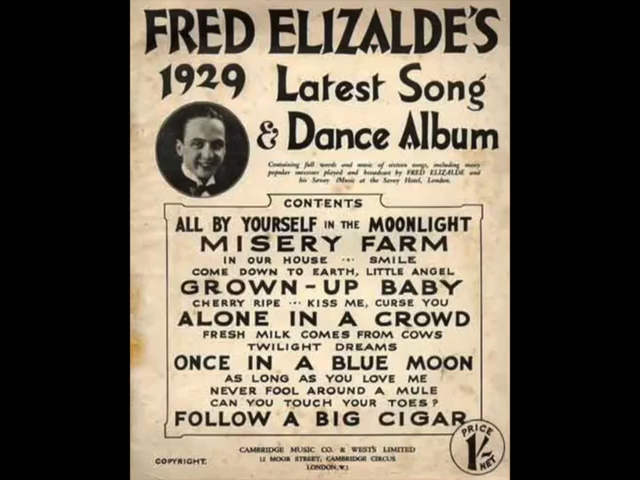 FRED ELIZALDE'S
1929 Latest Song
& Dance Album
Containing full words and music of sixteen songs, including many
popular successes played and broadcast by FRED ELIZALDE and
his Savoy Music at the Savoy Hotel, London.
CONTENTS
ALL BY YOURSELF IN THE MOONLIGHT
MISERY FARM
IN OUR HOUSE ··· SMILE
COME DOWN TO EARTH, LITTLE ANGEL
GROWN-UP BABY
CHERRY RIPE ··· KISS ME, CURSE YOU
ALONE IN A CROWD
FRESH MILK COMES FROM COWS
TWILIGHT DREAMS
ONCE IN A BLUE MOON
AS LONG AS YOU LOVE ME
NEVER FOOL AROUND A MULE
CAN YOU TOUCH YOUR TOES?
FOLLOW A BIG CIGAR
PRICE
1/-
NET
CAMBRIDGE MUSIC CO. & WEST'S LIMITED
12 MOOR STREET, CAMBRIDGE CIRCUS
LONDON, W.1
COPYRIGHT.